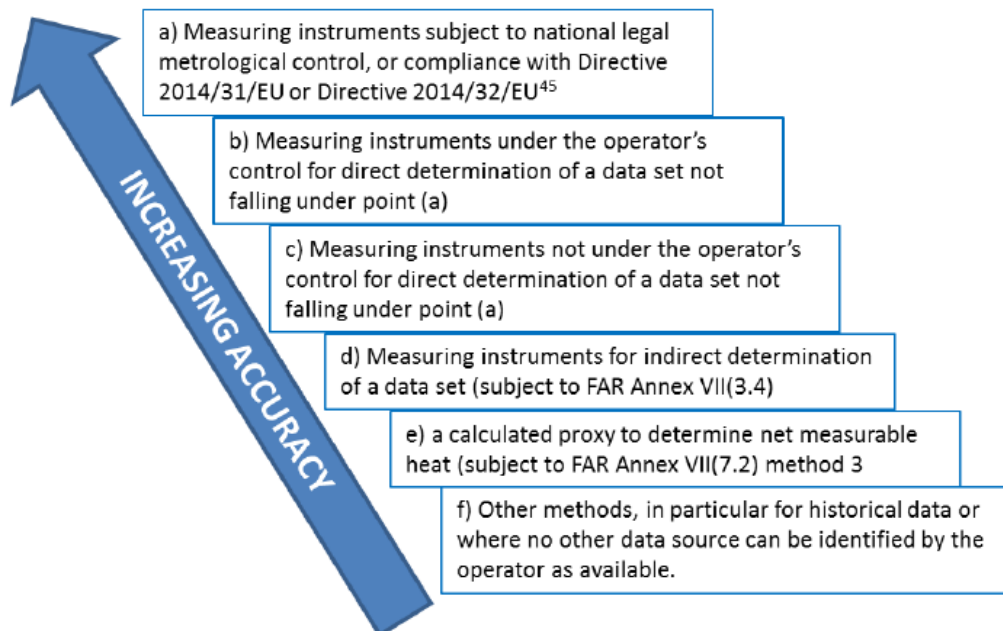 a) Measuring instruments subject to national legal
metrological control, or compliance with Directive
2014/31/EU or Directive 2014/32/EU⁴⁵
b) Measuring instruments under the operator's
control for direct determination of a data set not
falling under point (a)
c) Measuring instruments not under the operator's
control for direct determination of a data set not
falling under point (a)
d) Measuring instruments for indirect determination
of a data set (subject to FAR Annex VII(3.4)
e) a calculated proxy to determine net measurable
heat (subject to FAR Annex VII(7.2) method 3
f) Other methods, in particular for historical data or
where no other data source can be identified by the
operator as available.
INCREASING ACCURACY